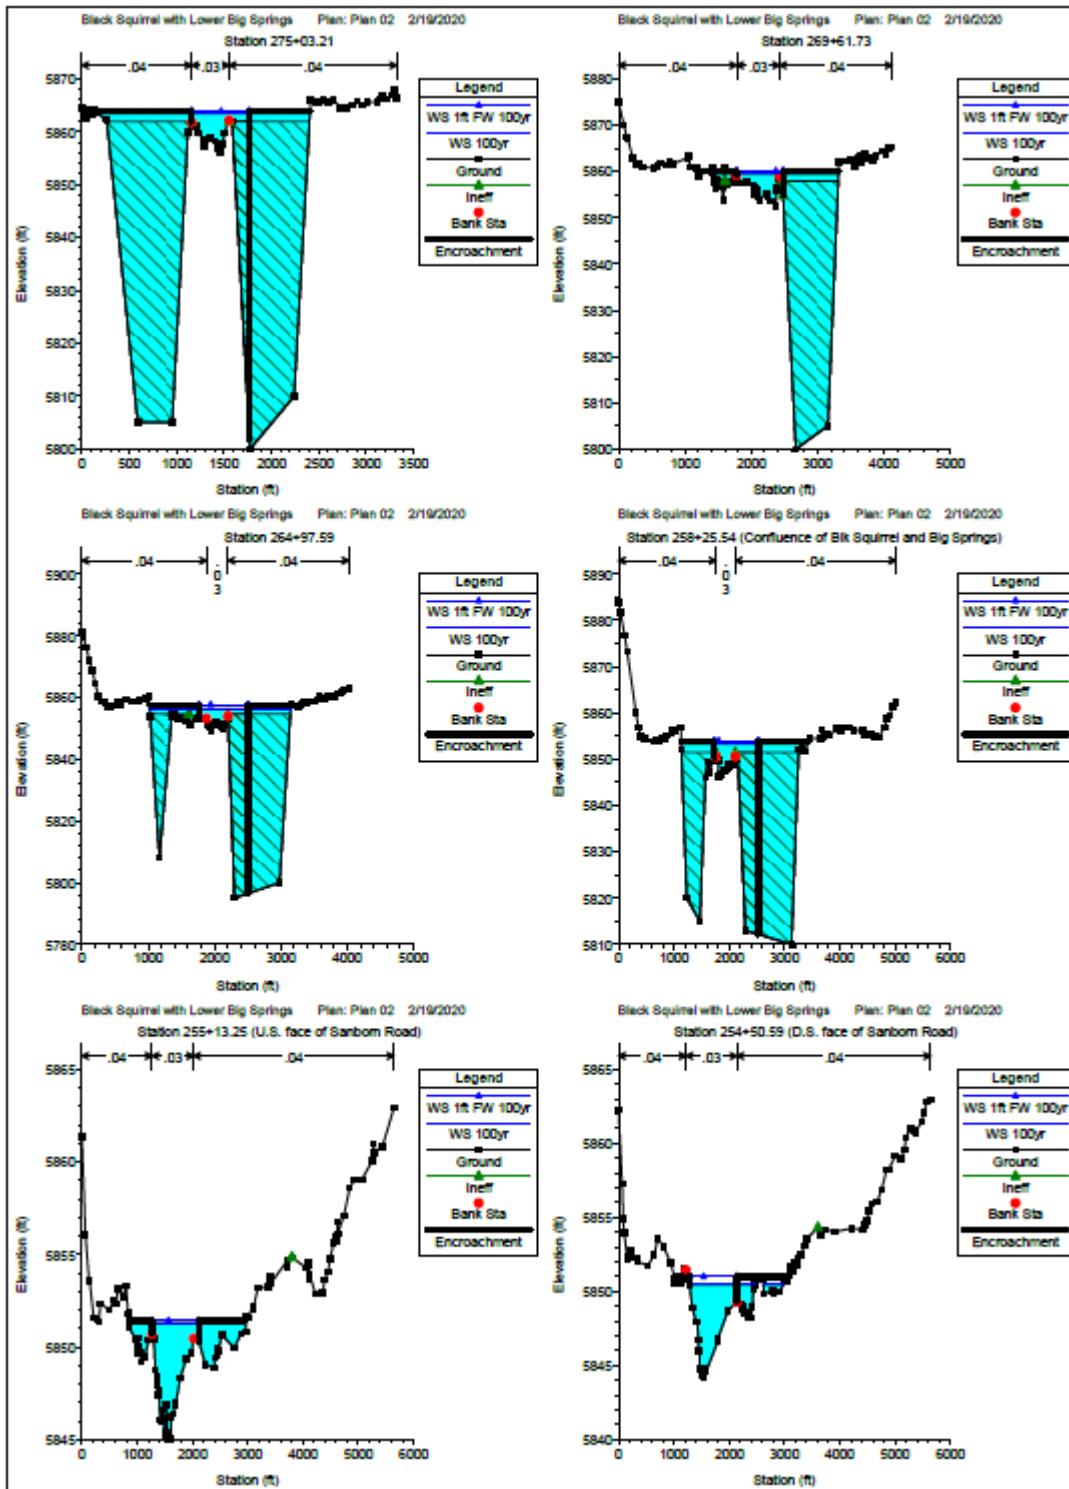 Black Squirrel with Lower Big Springs Plan: Plan 02 2/19/2020
Station 275+03.21
.04 .03 .04
5870
5860
5850
5840
5830
5820
5810
5800
Elevation (ft)
0 500 1000 1500 2000 2500 3000 3500
Station (ft)
Legend
WS 1ft FW 100yr
WS 100yr
Ground
Ineff
Bank Sta
Encroachment
Black Squirrel with Lower Big Springs Plan: Plan 02 2/19/2020
Station 269+61.73
.04 .03 .04
5880
5870
5860
5850
5840
5830
5820
5810
5800
Elevation (ft)
0 1000 2000 3000 4000 5000
Station (ft)
Legend
WS 1ft FW 100yr
WS 100yr
Ground
Ineff
Bank Sta
Encroachment
Black Squirrel with Lower Big Springs Plan: Plan 02 2/19/2020
Station 264+97.59
.04 .03 .04
5900
5880
5860
5840
5820
5800
5780
Elevation (ft)
0 1000 2000 3000 4000 5000
Station (ft)
Legend
WS 1ft FW 100yr
WS 100yr
Ground
Ineff
Bank Sta
Encroachment
Black Squirrel with Lower Big Springs Plan: Plan 02 2/19/2020
Station 258+25.54 (Confluence of Blk Squirrel and Big Springs)
.04 .03 .04
5890
5880
5870
5860
5850
5840
5830
5820
5810
Elevation (ft)
0 1000 2000 3000 4000 5000 6000
Station (ft)
Legend
WS 1ft FW 100yr
WS 100yr
Ground
Ineff
Bank Sta
Encroachment
Black Squirrel with Lower Big Springs Plan: Plan 02 2/19/2020
Station 255+13.25 (U.S. face of Sanborn Road)
.04 .03 .04
5865
5860
5855
5850
5845
Elevation (ft)
0 1000 2000 3000 4000 5000 6000
Station (ft)
Legend
WS 1ft FW 100yr
WS 100yr
Ground
Ineff
Bank Sta
Encroachment
Black Squirrel with Lower Big Springs Plan: Plan 02 2/19/2020
Station 254+50.59 (D.S. face of Sanborn Road)
.04 .03 .04
5865
5860
5855
5850
5845
5840
Elevation (ft)
0 1000 2000 3000 4000 5000 6000
Station (ft)
Legend
WS 1ft FW 100yr
WS 100yr
Ground
Ineff
Bank Sta
Encroachment